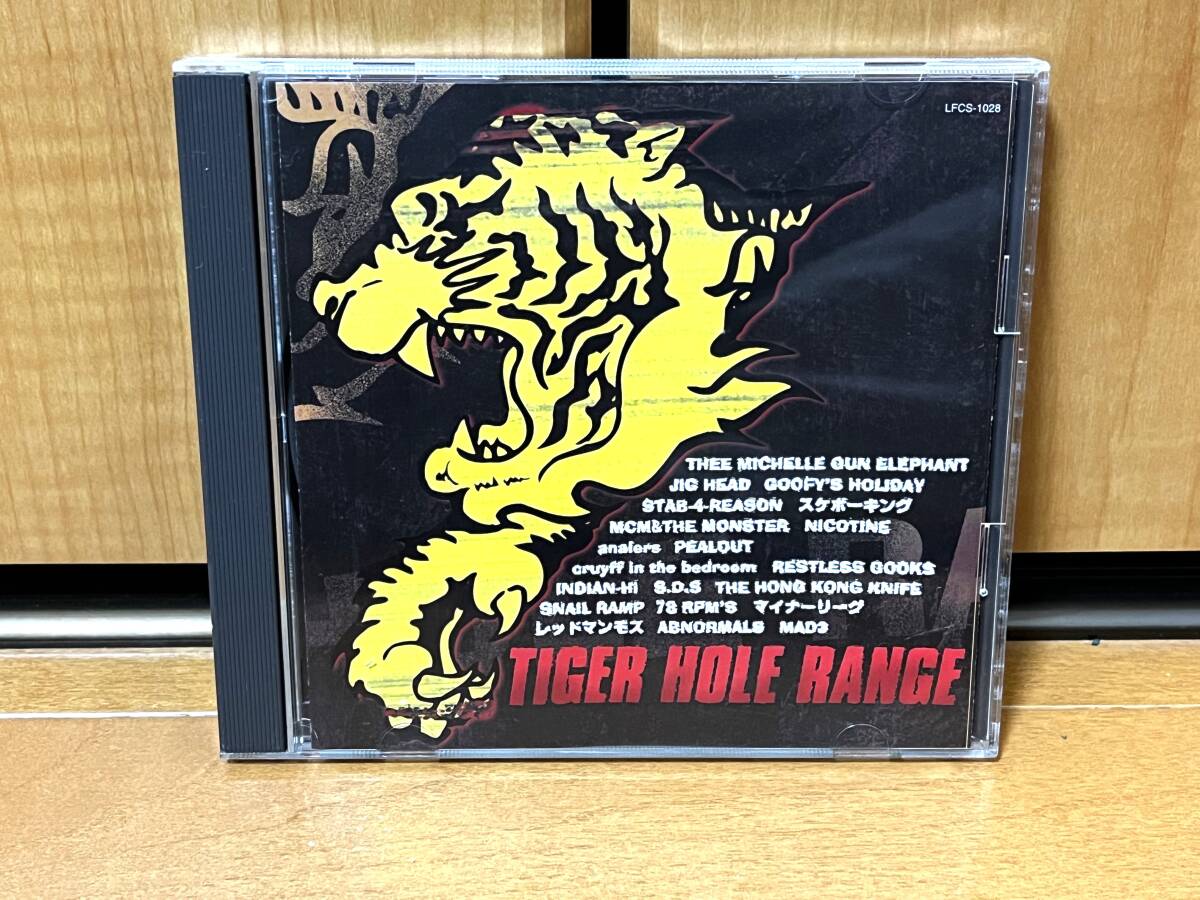 LFCS-1028
THEE MICHELLE GUN ELEPHANT
JIG HEAD GOOFY'S HOLIDAY
STAB-4-REASON スケボーキング
MCM&THE MONSTER NICOTINE
anafers PEALOUT
cruyff in the bedroom RESTLESS GOOKS
INDIAN-HI S.D.S THE HONG KONG KNIFE
SNAIL RAMP 78 RPM'S マイナーリーグ
レッドマンモス ABNORMALS MAD3
TIGER HOLE RANGE